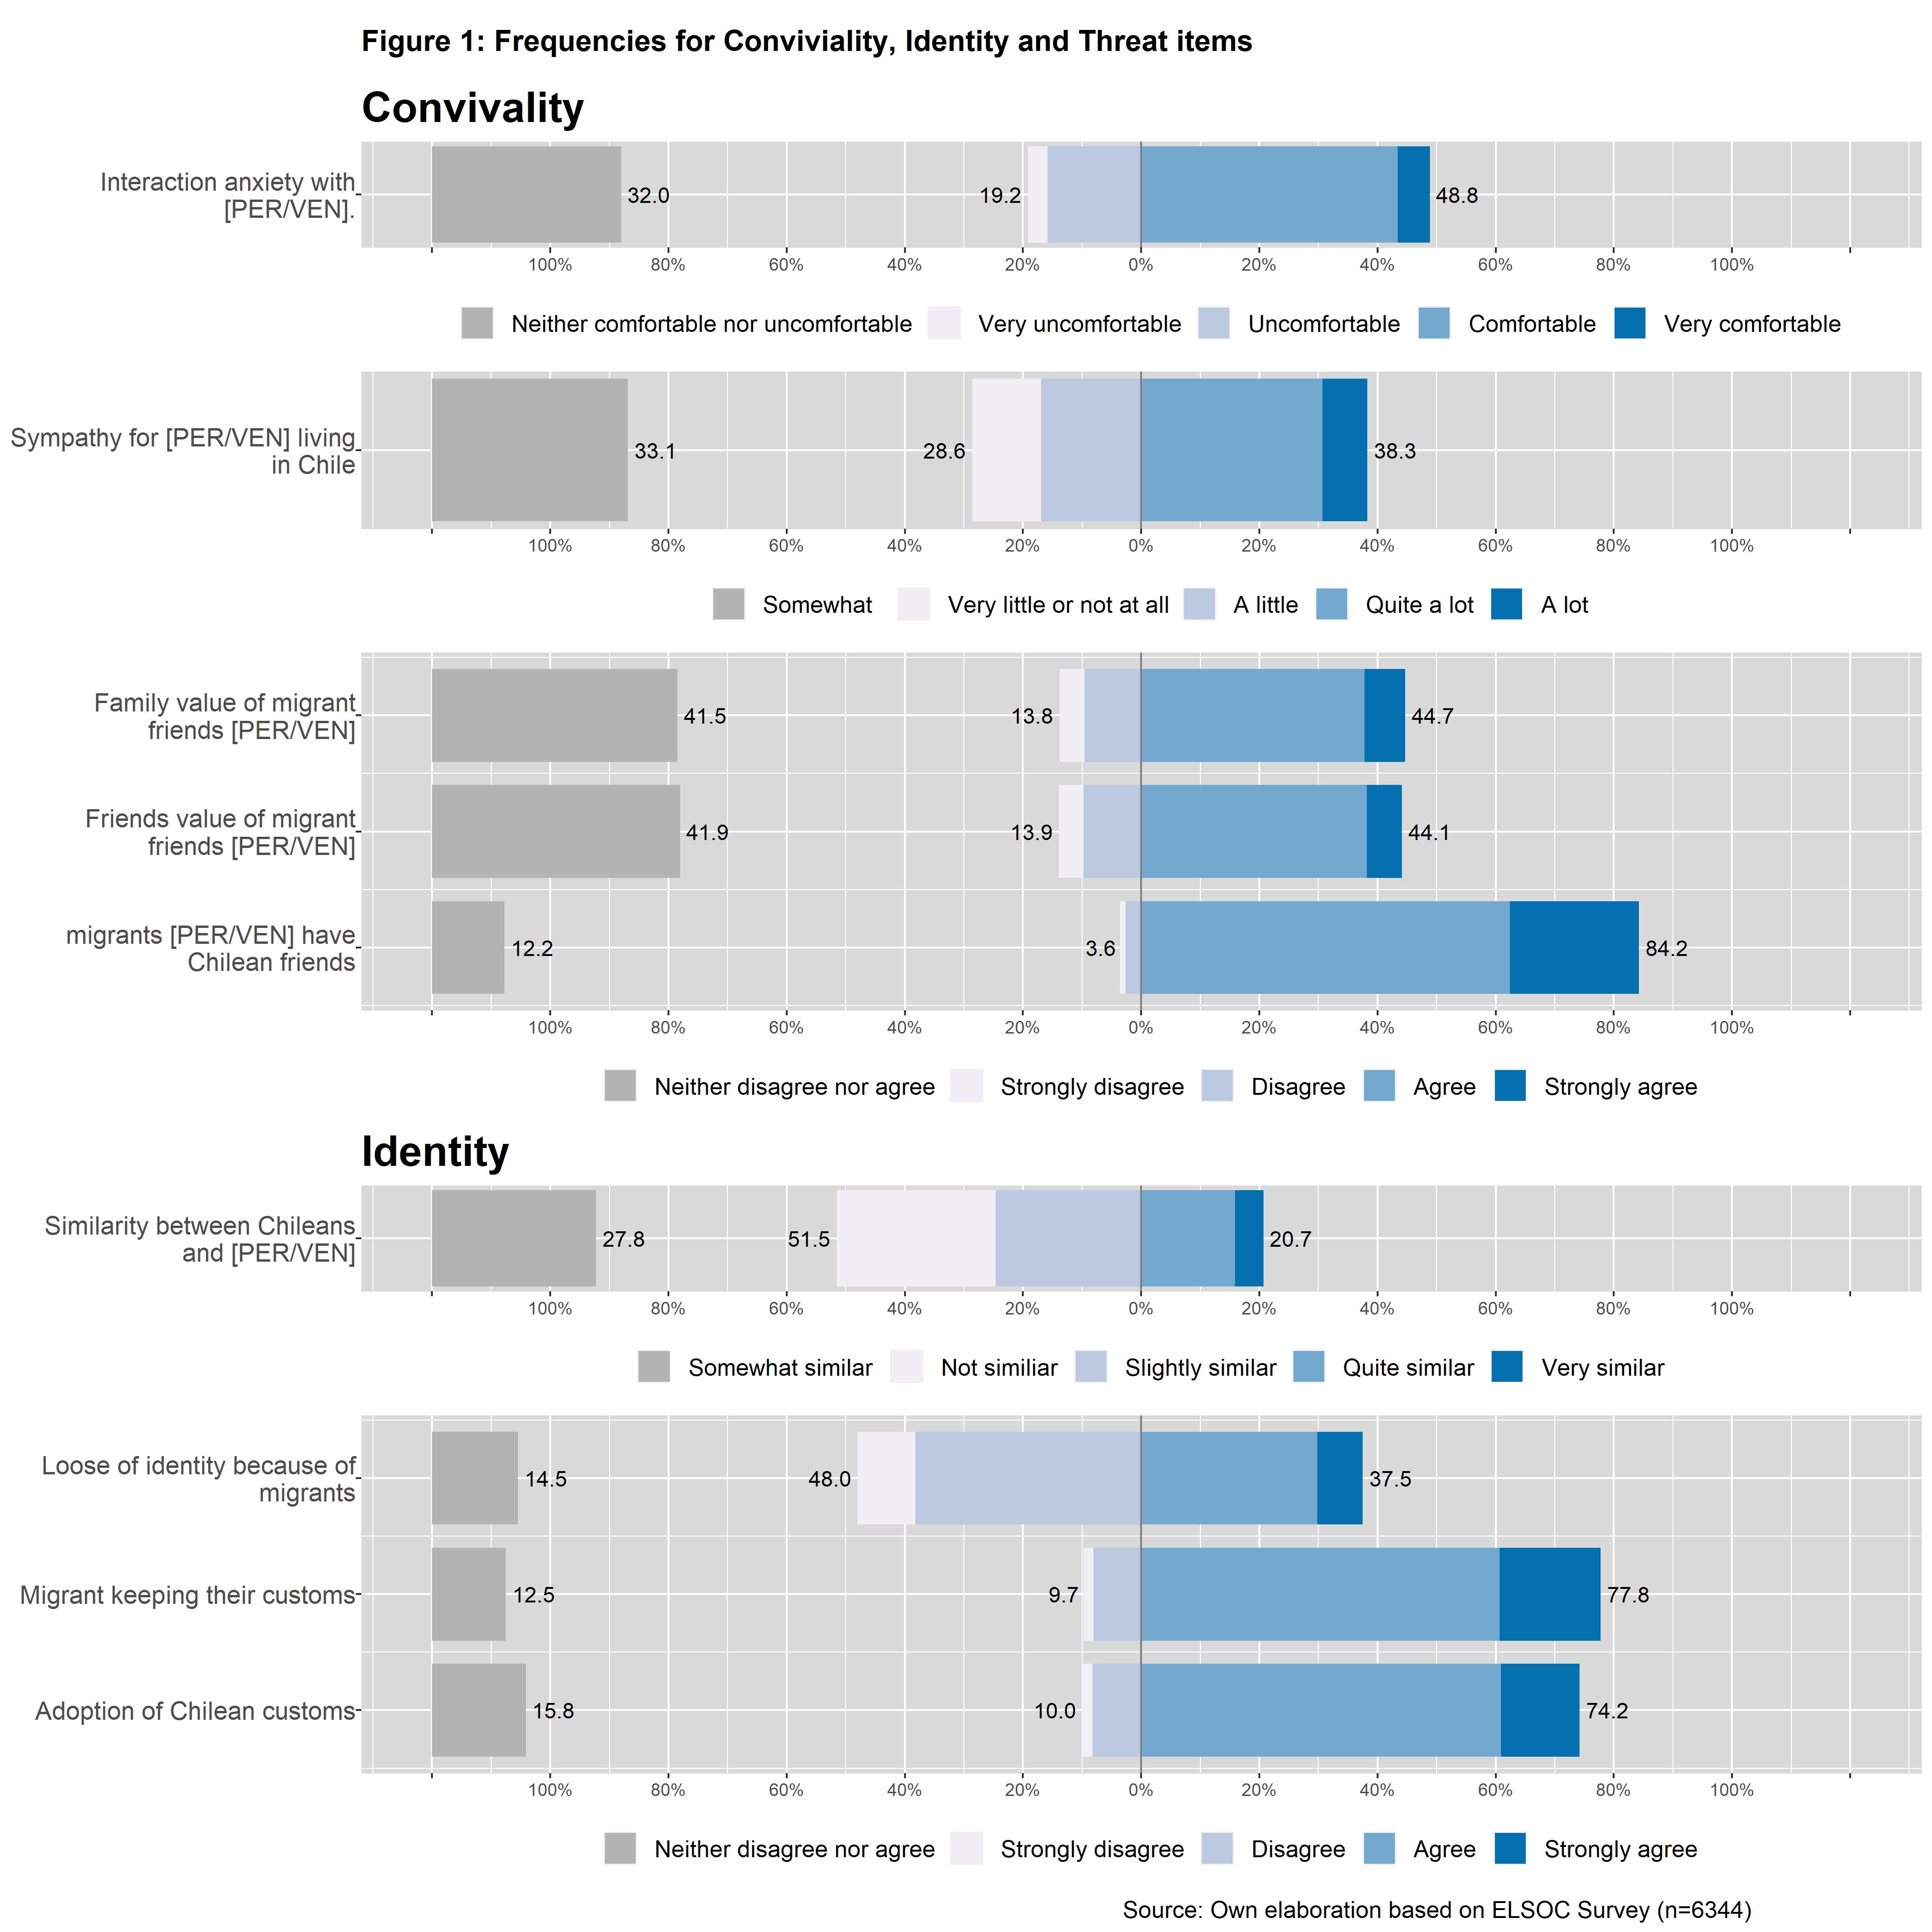 Figure 1: Frequencies for Conviviality, Identity and Threat items
Convivality
Interaction anxiety with
[PER/VEN].
32.0 19.2 48.8
100% 80% 60% 40% 20% 0% 20% 40% 60% 80% 100%
Neither comfortable nor uncomfortable Very uncomfortable Uncomfortable Comfortable Very comfortable
Sympathy for [PER/VEN] living
in Chile
33.1 28.6 38.3
100% 80% 60% 40% 20% 0% 20% 40% 60% 80% 100%
Somewhat Very little or not at all A little Quite a lot A lot
Family value of migrant
friends [PER/VEN]
41.5 13.8 44.7
Friends value of migrant
friends [PER/VEN]
41.9 13.9 44.1
migrants [PER/VEN] have
Chilean friends
12.2 3.6 84.2
100% 80% 60% 40% 20% 0% 20% 40% 60% 80% 100%
Neither disagree nor agree Strongly disagree Disagree Agree Strongly agree
Identity
Similarity between Chileans
and [PER/VEN]
27.8 51.5 20.7
100% 80% 60% 40% 20% 0% 20% 40% 60% 80% 100%
Somewhat similar Not similiar Slightly similar Quite similar Very similar
Loose of identity because of
migrants
14.5 48.0 37.5
Migrant keeping their customs
12.5 9.7 77.8
Adoption of Chilean customs
15.8 10.0 74.2
100% 80% 60% 40% 20% 0% 20% 40% 60% 80% 100%
Neither disagree nor agree Strongly disagree Disagree Agree Strongly agree
Source: Own elaboration based on ELSOC Survey (n=6344)